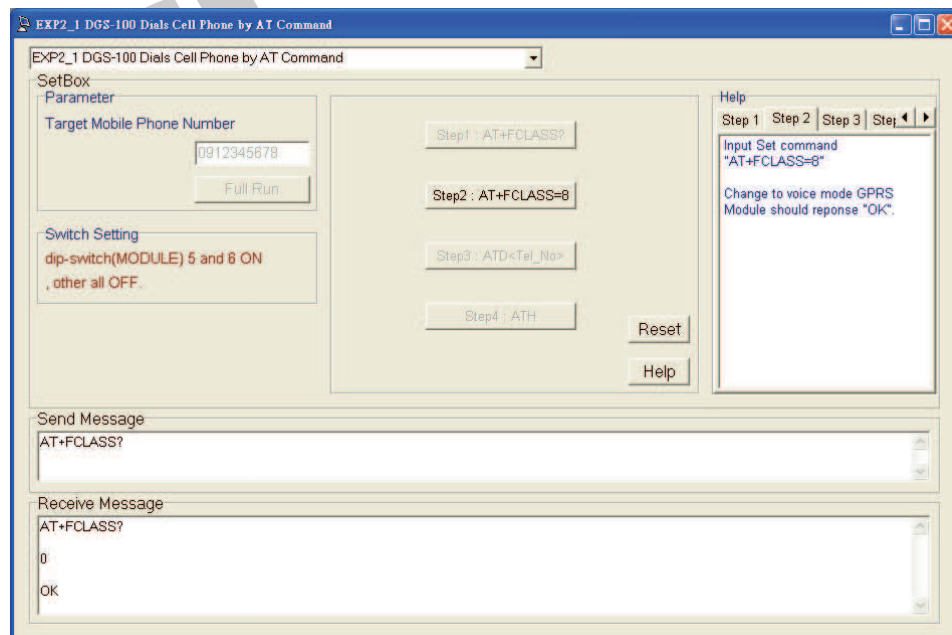 EXP2_1 DGS-100 Dials Cell Phone by AT Command
EXP2_1 DGS-100 Dials Cell Phone by AT Command
SetBox
Parameter
Target Mobile Phone Number
0912345678
Full Run
Switch Setting
dip-switch(MODULE) 5 and 6 ON
, other all OFF.
Step1 : AT+FCLASS?
Step2 : AT+FCLASS=8
Step3 : ATD<Tel_No>
Step4 : ATH
Reset
Help
Help
Step 1 Step 2 Step 3 Step
Input Set command
"AT+FCLASS=8"
Change to voice mode GPRS
Module should reponse "OK".
Send Message
AT+FCLASS?
Receive Message
AT+FCLASS?
0
OK